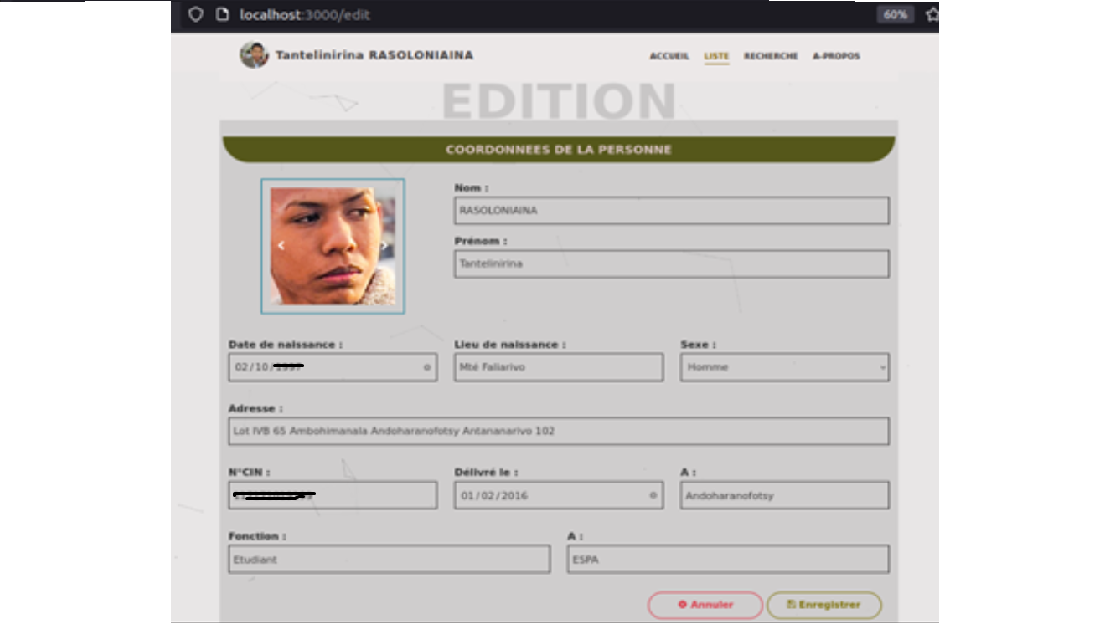 localhost:3000/edit
60%
Tantelinirina RASOLONIAINA
ACCUEIL LISTE RECHERCHE A-PROPOS
EDITION
COORDONNEES DE LA PERSONNE
Nom :
RASOLONIAINA
Prénom :
Tantelinirina
Date de naissance : Lieu de naissance : Sexe :
02/10/ Mté Faliarivo Homme
Adresse :
Lot IVB 65 Ambohimanala Andoharanofotsy Antananarivo 102
N°CIN : Délivré le : A :
01/02/2016 Andoharanofotsy
Fonction : A :
Etudiant ESPA
Annuler Enregistrer